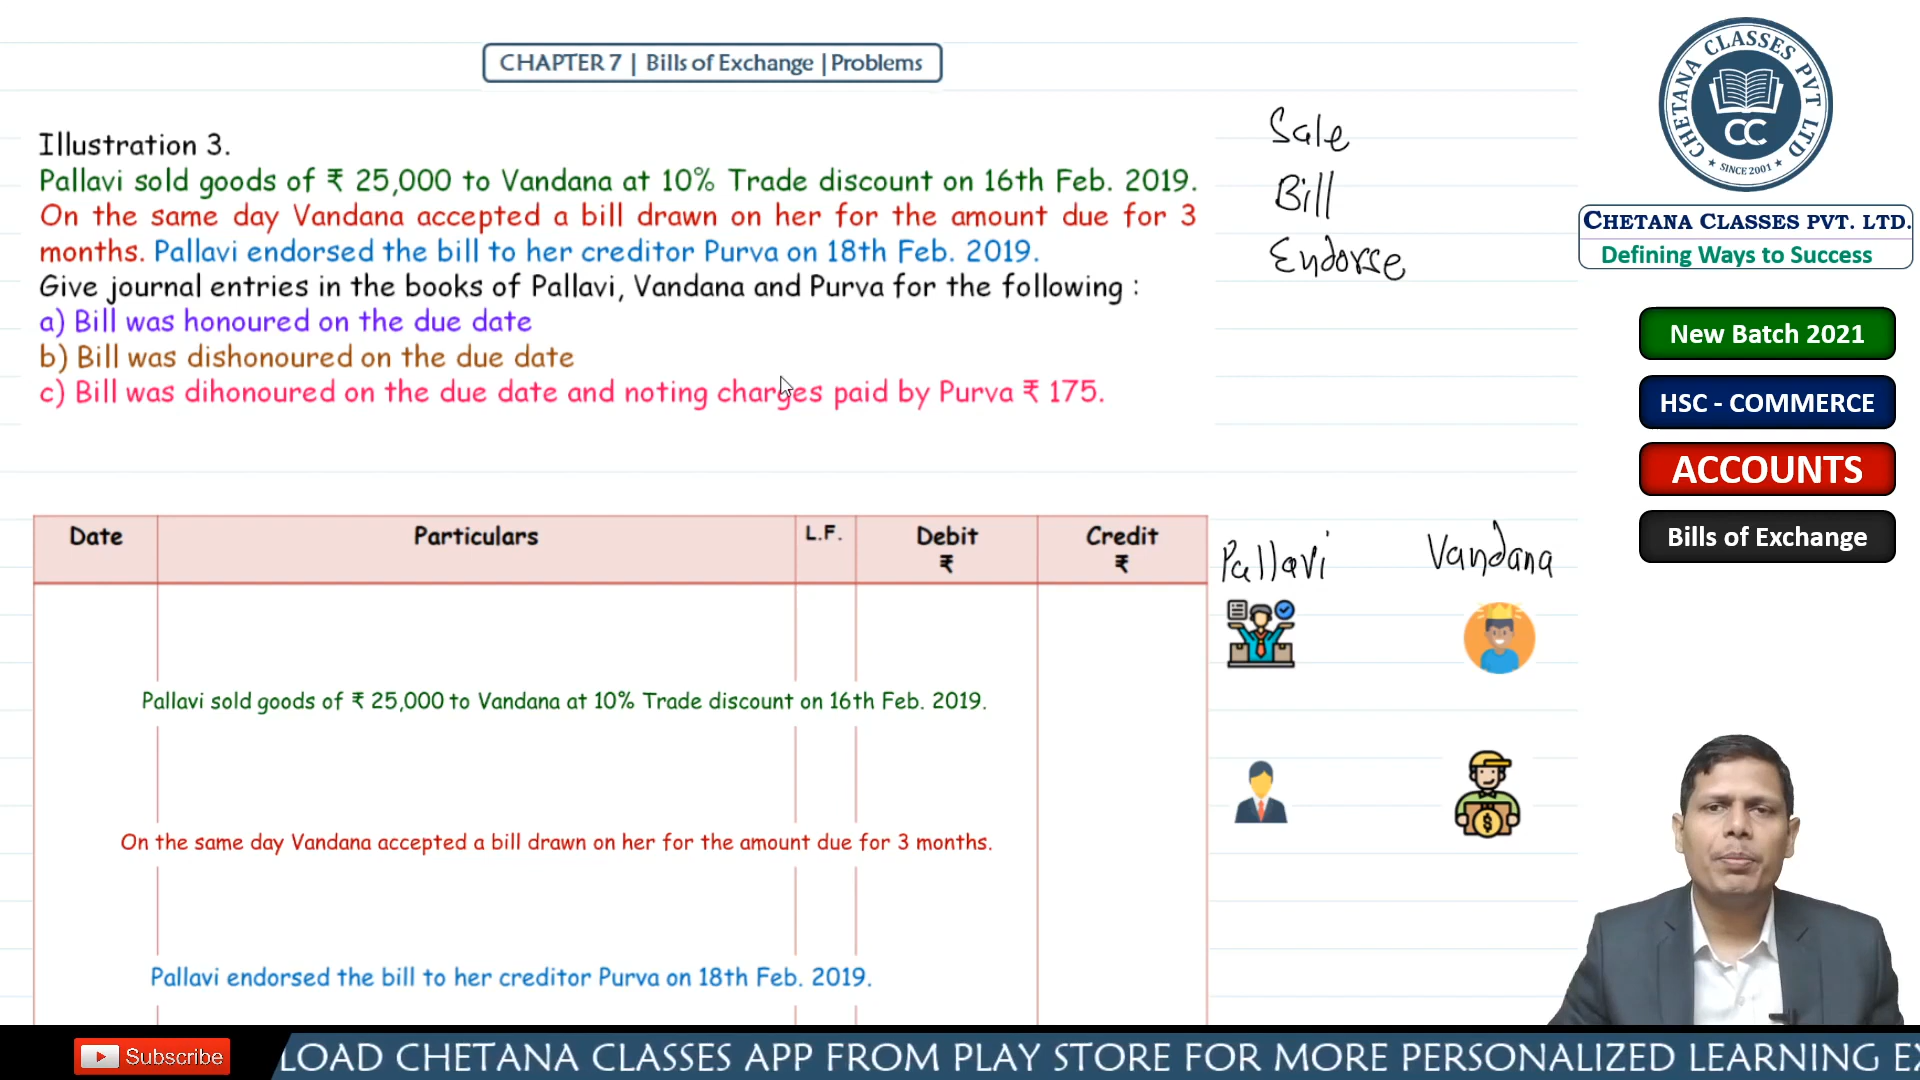 CHAPTER 7 | Bills of Exchange |Problems
Illustration 3.
Pallavi sold goods of ₹ 25,000 to Vandana at 10% Trade discount on 16th Feb. 2019.
On the same day Vandana accepted a bill drawn on her for the amount due for 3
months. Pallavi endorsed the bill to her creditor Purva on 18th Feb. 2019.
Give journal entries in the books of Pallavi, Vandana and Purva for the following :
a) Bill was honoured on the due date
b) Bill was dishonoured on the due date
c) Bill was dihonoured on the due date and noting charges paid by Purva ₹ 175.
Sale
Bill
Endorse
CHETANA CLASSES PVT LTD
CC
SINCE 2001
CHETANA CLASSES PVT. LTD.
Defining Ways to Success
New Batch 2021
HSC - COMMERCE
ACCOUNTS
Bills of Exchange
Date Particulars L.F. Debit ₹ Credit ₹
Pallavi Vandana
Pallavi sold goods of ₹ 25,000 to Vandana at 10% Trade discount on 16th Feb. 2019.
On the same day Vandana accepted a bill drawn on her for the amount due for 3 months.
Pallavi endorsed the bill to her creditor Purva on 18th Feb. 2019.
Subscribe
LOAD CHETANA CLASSES APP FROM PLAY STORE FOR MORE PERSONALIZED LEARNING EX